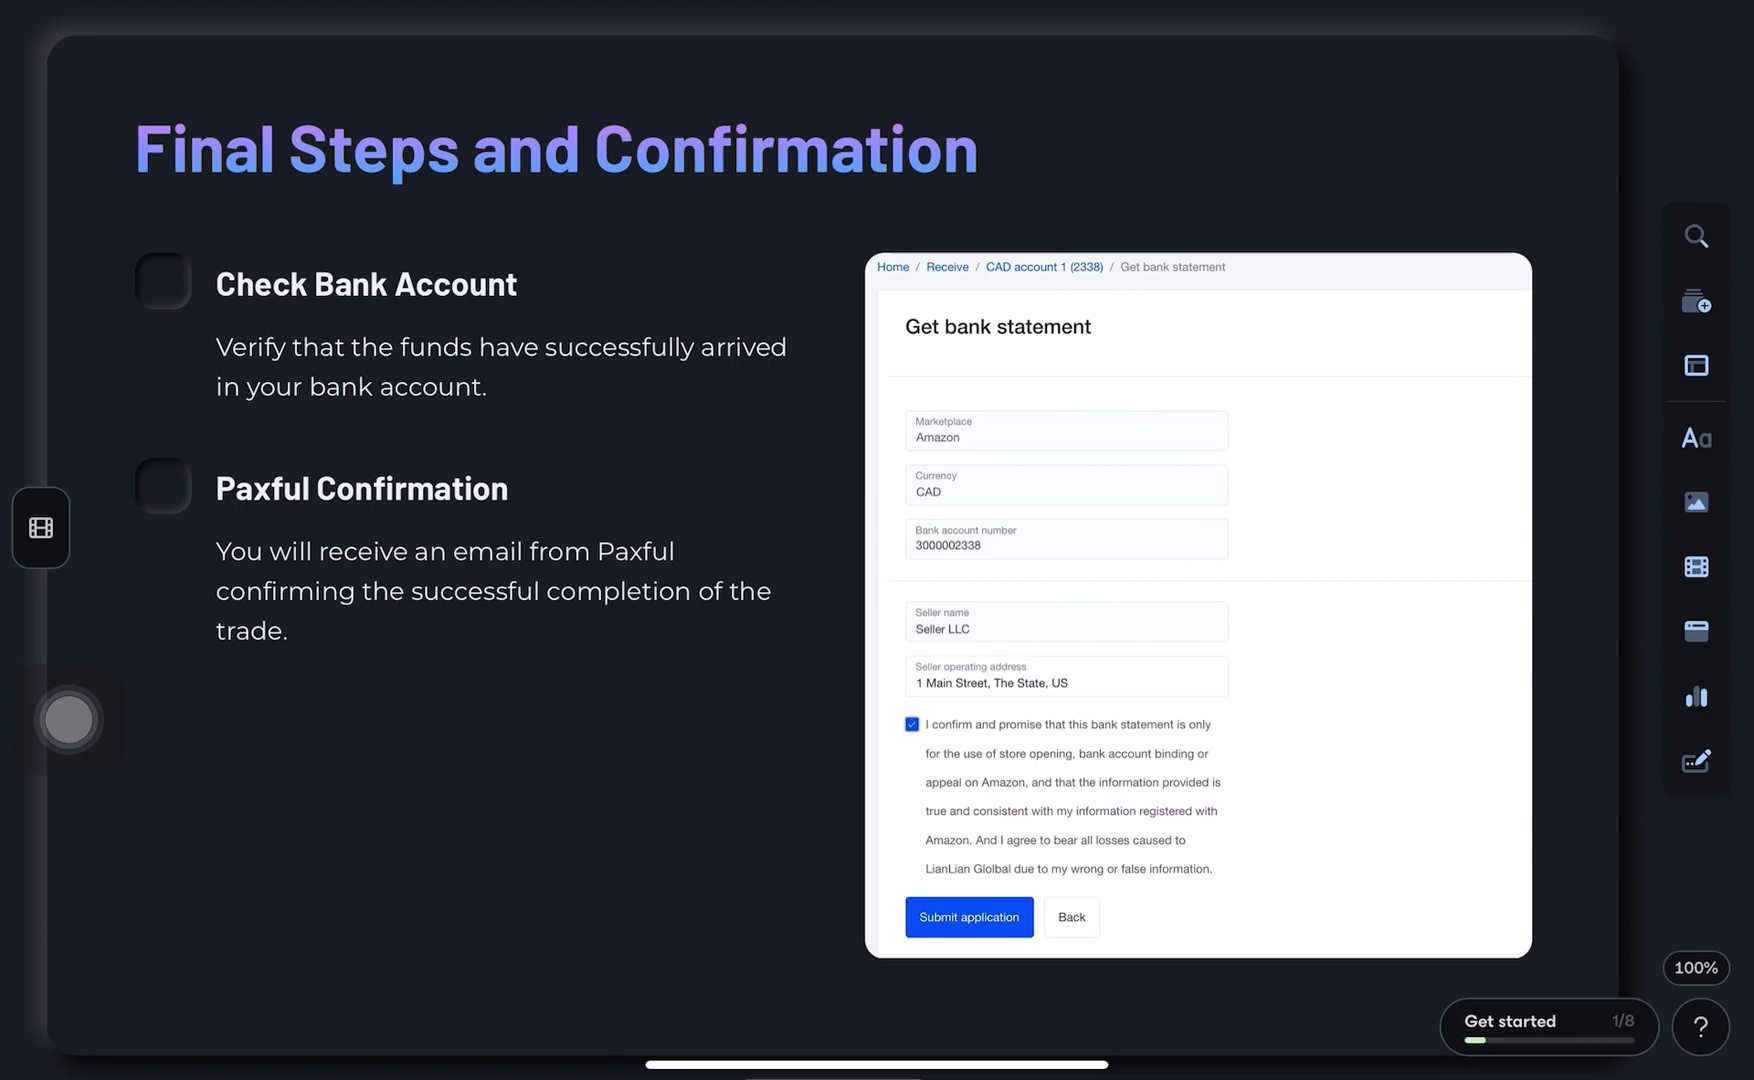 Final Steps and Confirmation
Check Bank Account
Verify that the funds have successfully arrived
in your bank account.
Paxful Confirmation
You will receive an email from Paxful
confirming the successful completion of the
trade.
Home / Receive / CAD account 1 (2338) / Get bank statement
Get bank statement
Marketplace
Amazon
Currency
CAD
Bank account number
3000002338
Seller name
Seller LLC
Seller operating address
1 Main Street, The State, US
I confirm and promise that this bank statement is only
for the use of store opening, bank account binding or
appeal on Amazon, and that the information provided is
true and consistent with my information registered with
Amazon. And I agree to bear all losses caused to
LianLian Glolbal due to my wrong or false information.
Submit application Back
Aa
100%
Get started 1/8
?